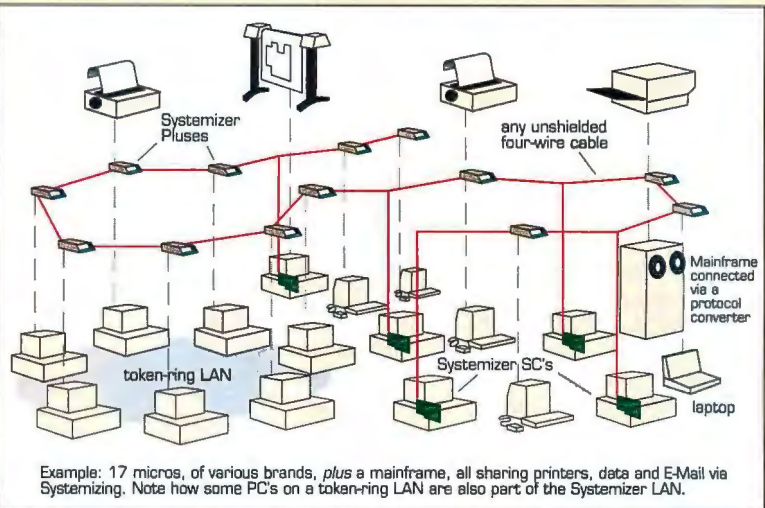 Systemizer
Pluses
any unshielded
four-wire cable
Mainframe
connected
via a
protocol
converter
token-ring LAN
Systemizer SC's
laptop
Example: 17 micros, of various brands, plus a mainframe, all sharing printers, data and E-Mail via
Systemizing. Note how some PC's on a token-ring LAN are also part of the Systemizer LAN.